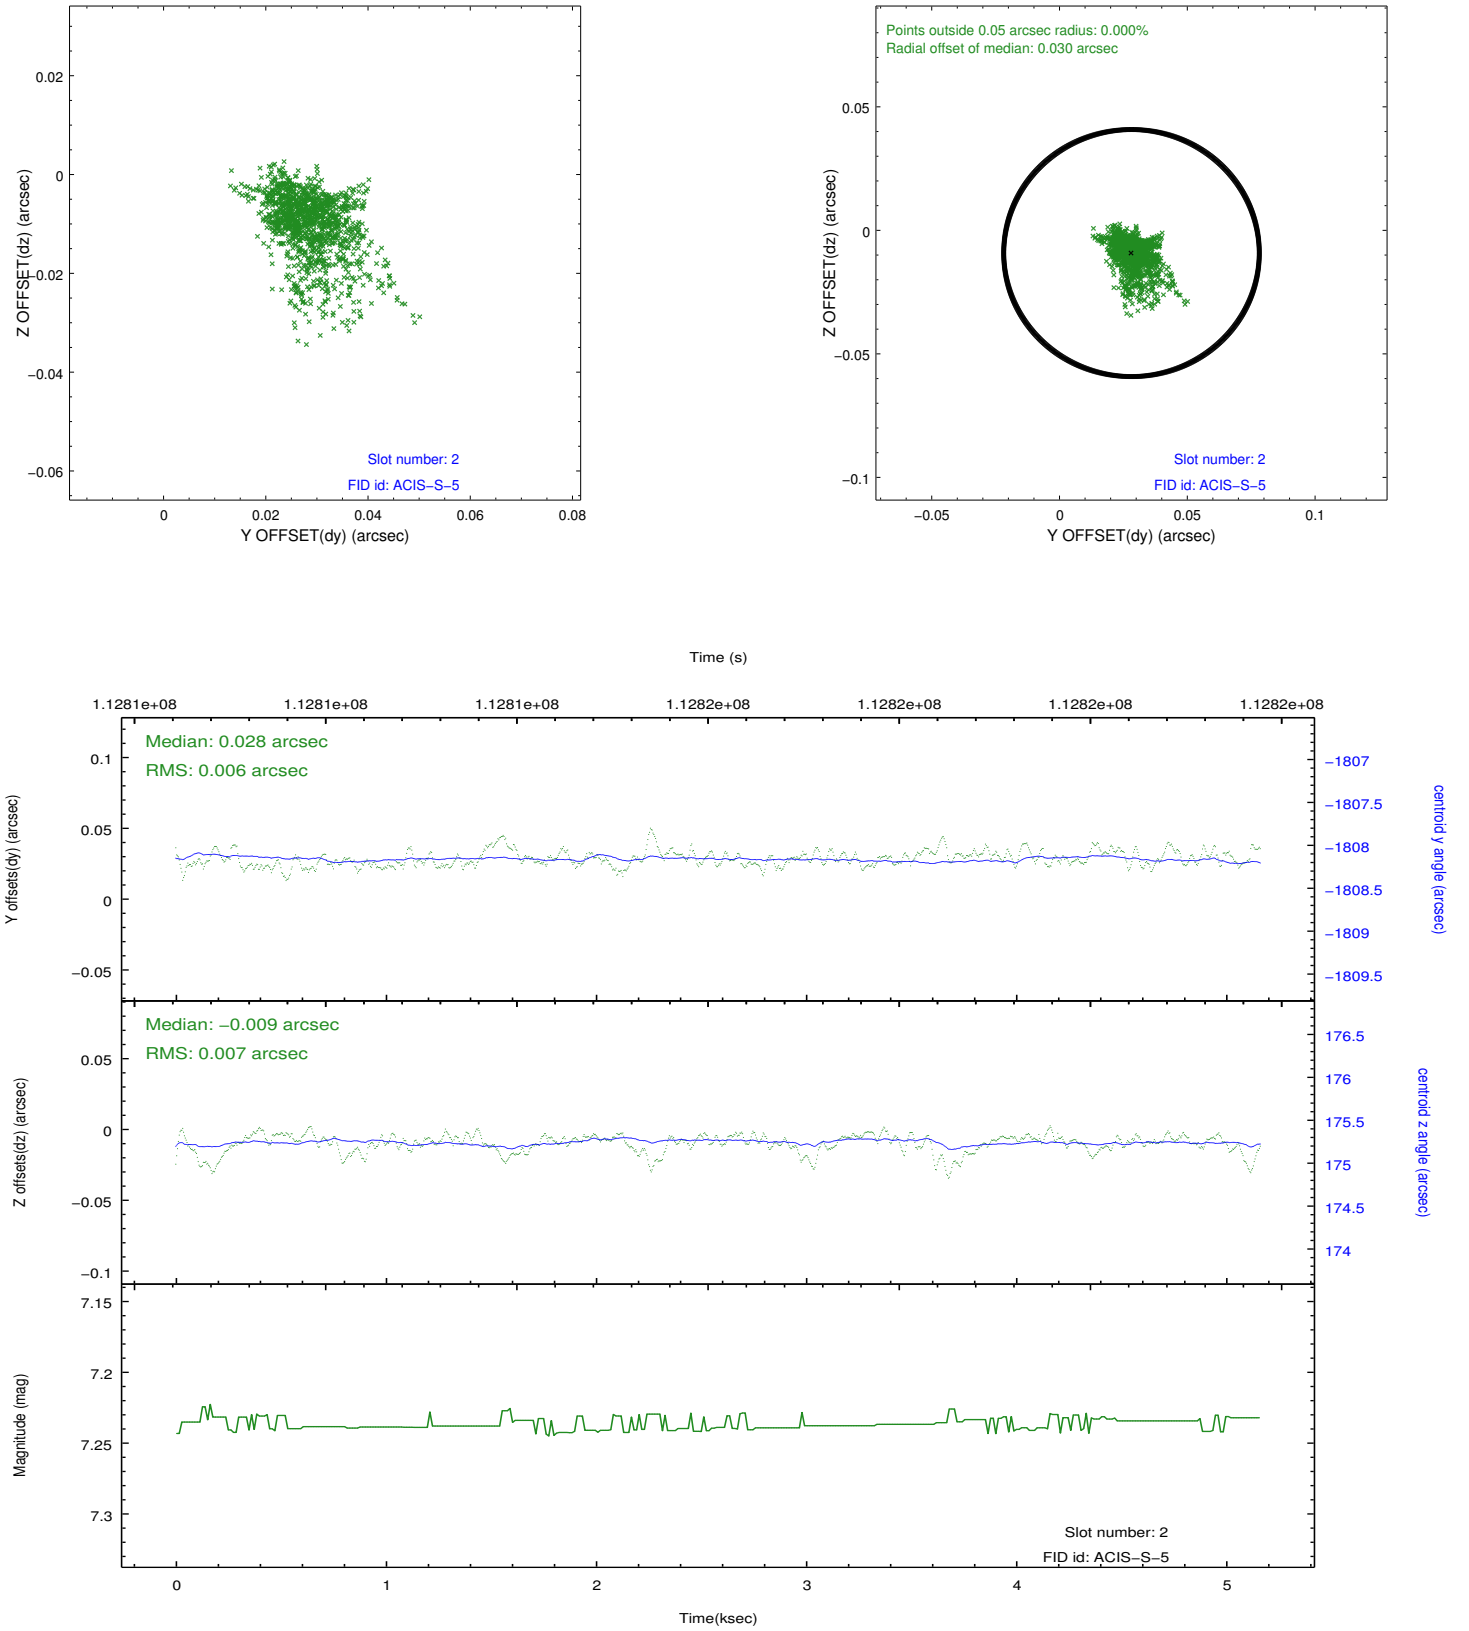 0.02
0
−0.02
−0.04
−0.06
Z OFFSET(dz) (arcsec)
Slot number: 2
FID id: ACIS−S−5
0
0.02
0.04
0.06
0.08
Y OFFSET(dy) (arcsec)
Points outside 0.05 arcsec radius: 0.000%
Radial offset of median: 0.030 arcsec
0.05
0
−0.05
−0.1
Z OFFSET(dz) (arcsec)
Slot number: 2
FID id: ACIS−S−5
−0.05
0
0.05
0.1
Y OFFSET(dy) (arcsec)
Time (s)
1.1281e+08
1.1281e+08
1.1281e+08
1.1282e+08
1.1282e+08
1.1282e+08
1.1282e+08
Median: 0.028 arcsec
RMS: 0.006 arcsec
0.1
0.05
0
−0.05
Y offsets(dy) (arcsec)
−1807
−1807.5
−1808
−1808.5
−1809
−1809.5
centroid y angle (arcsec)
Median: −0.009 arcsec
RMS: 0.007 arcsec
0.05
0
−0.05
−0.1
Z offsets(dz) (arcsec)
176.5
176
175.5
175
174.5
174
centroid z angle (arcsec)
7.15
7.2
7.25
7.3
Magnitude (mag)
Slot number: 2
FID id: ACIS−S−5
0
1
2
3
4
5
Time(ksec)